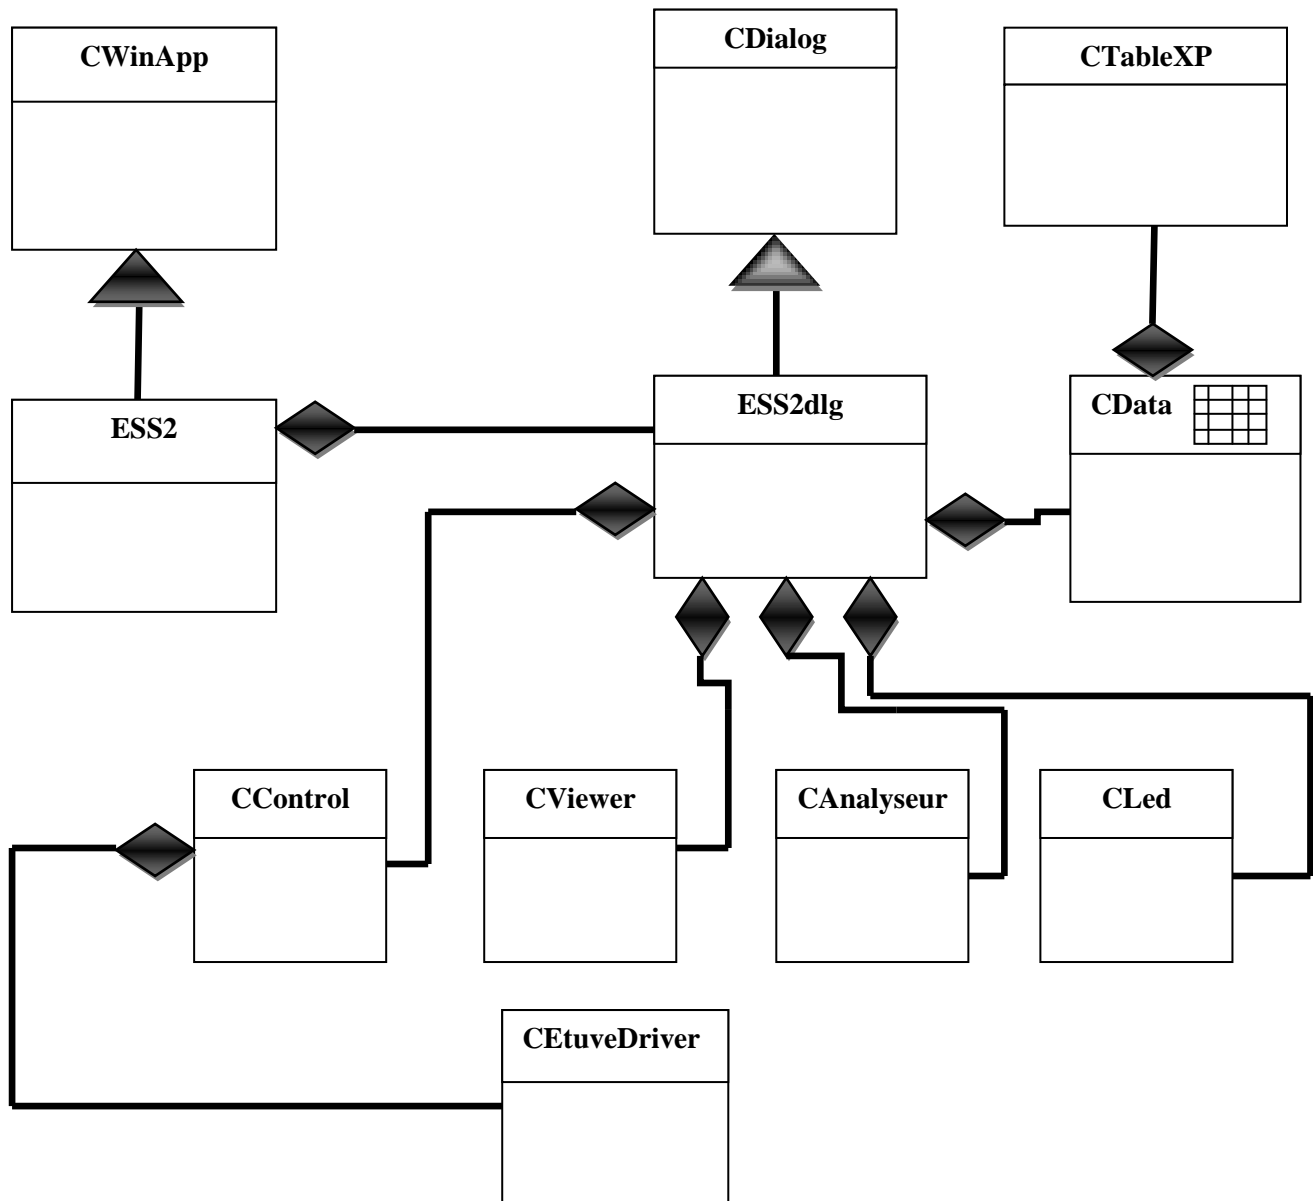 CWinApp
CDialog
CTableXP
ESS2
ESS2dlg
CData
CControl
CViewer
CAnalyseur
CLed
CEtuveDriver